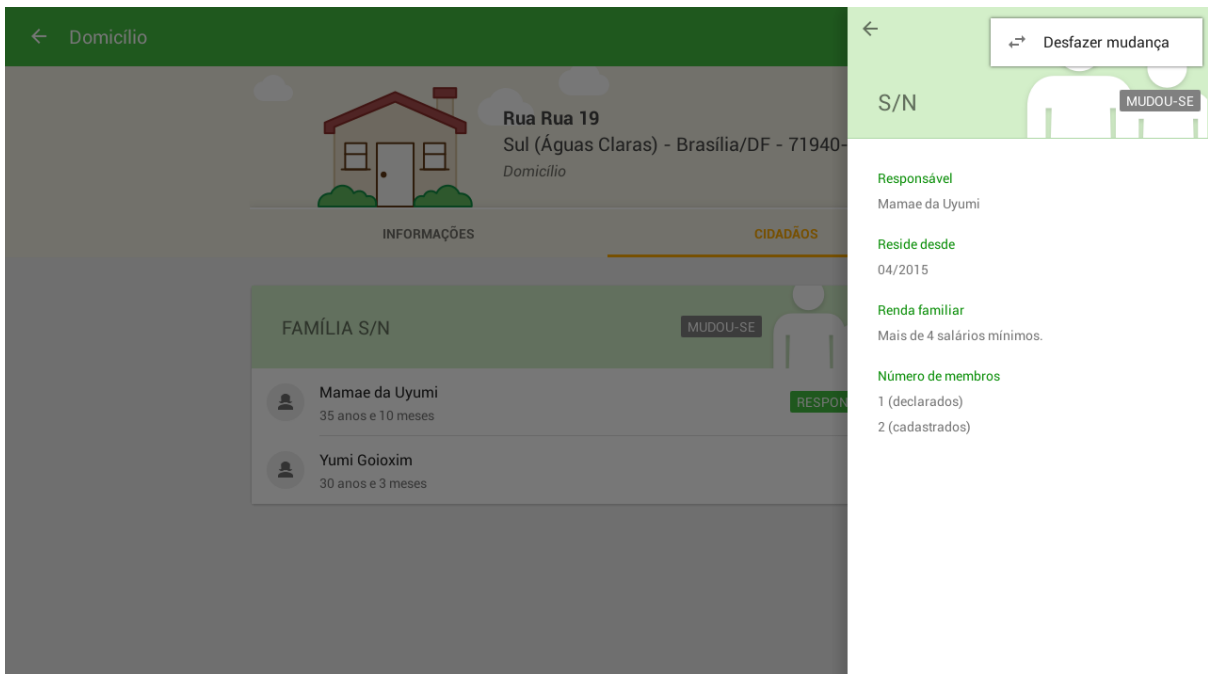 Domicílio
Rua Rua 19
Sul (Águas Claras) - Brasília/DF - 71940-
Domicílio
INFORMAÇÕES
CIDADÃOS
FAMÍLIA S/N
MUDOU-SE
Mamae da Uyumi
35 anos e 10 meses
RESPON
Yumi Goioxim
30 anos e 3 meses
Desfazer mudança
S/N
MUDOU-SE
Responsável
Mamae da Uyumi
Reside desde
04/2015
Renda familiar
Mais de 4 salários mínimos.
Número de membros
1 (declarados)
2 (cadastrados)